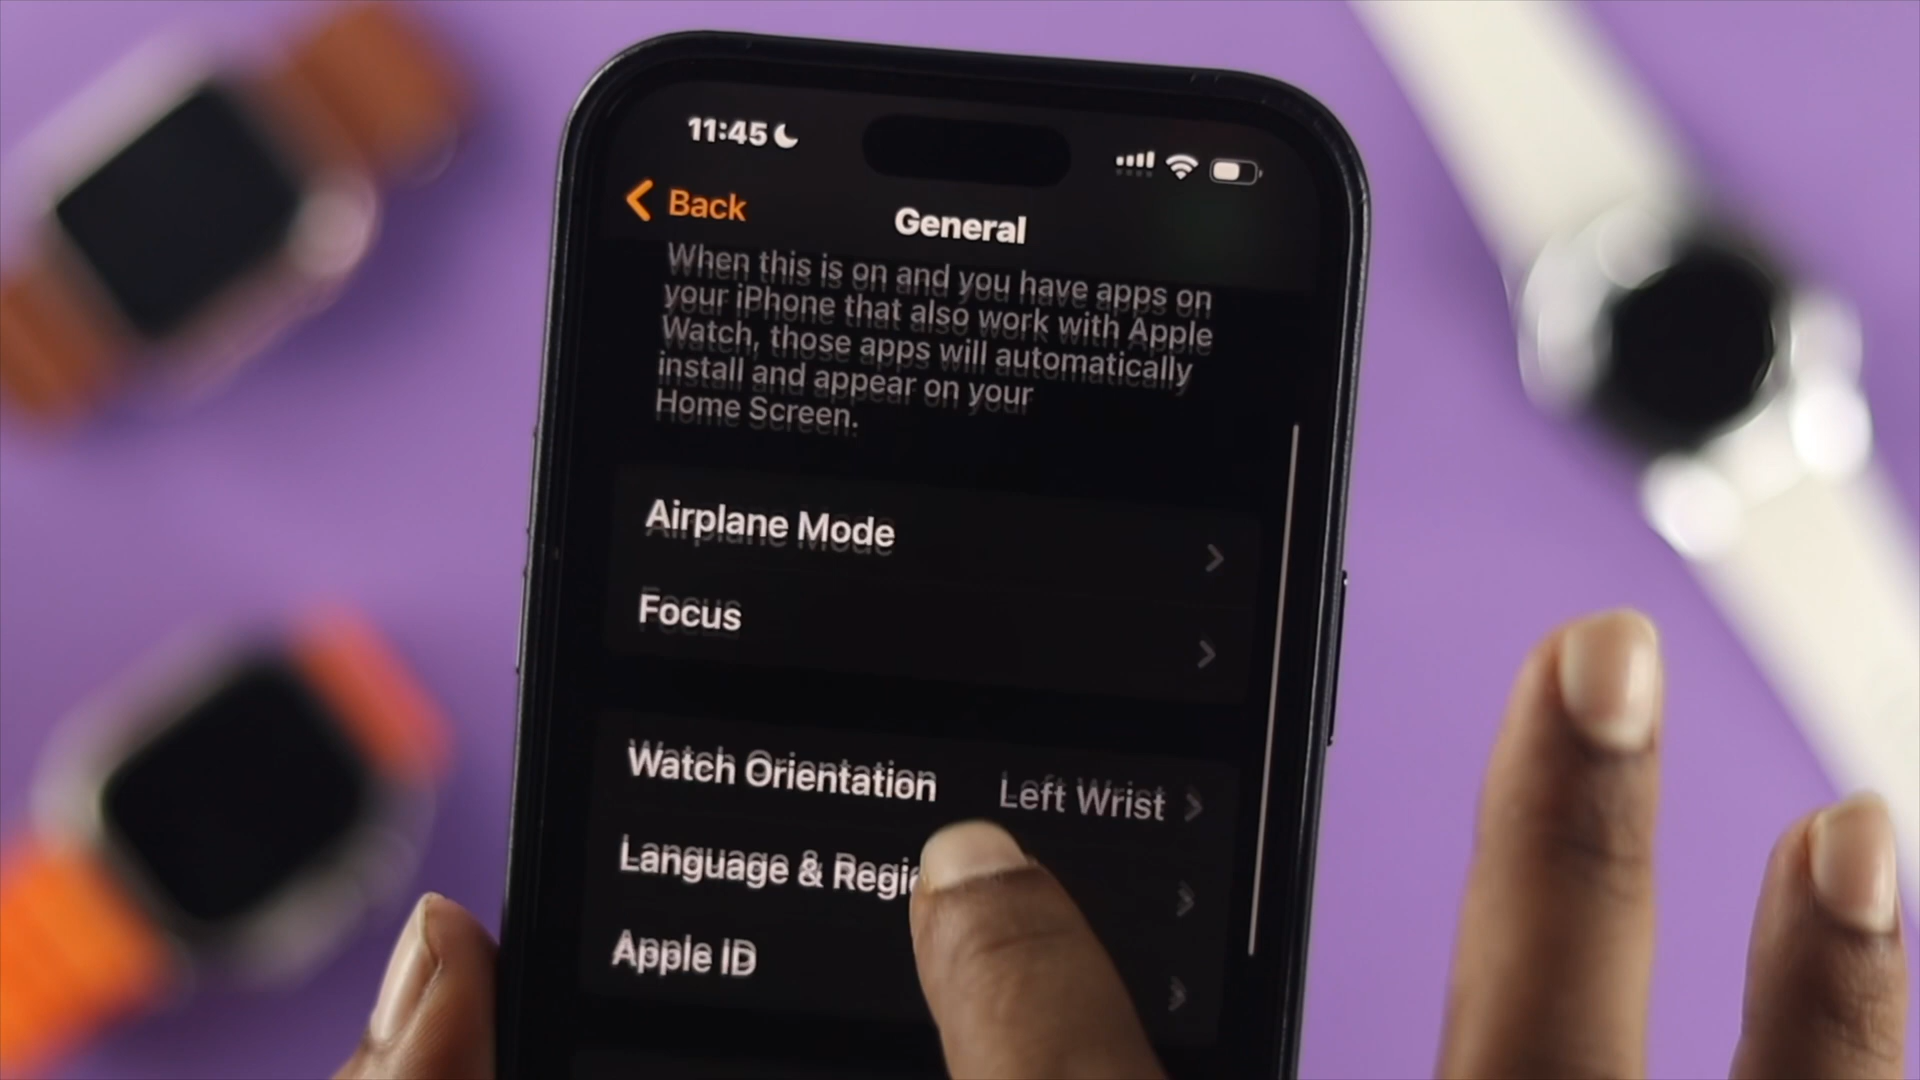 11:45
Back
General
When this is on and you have apps on
your iPhone that also work with Apple
Watch, those apps will automatically
install and appear on your
Home Screen.
Airplane Mode
Focus
Watch Orientation Left Wrist
Language & Regi
Apple ID